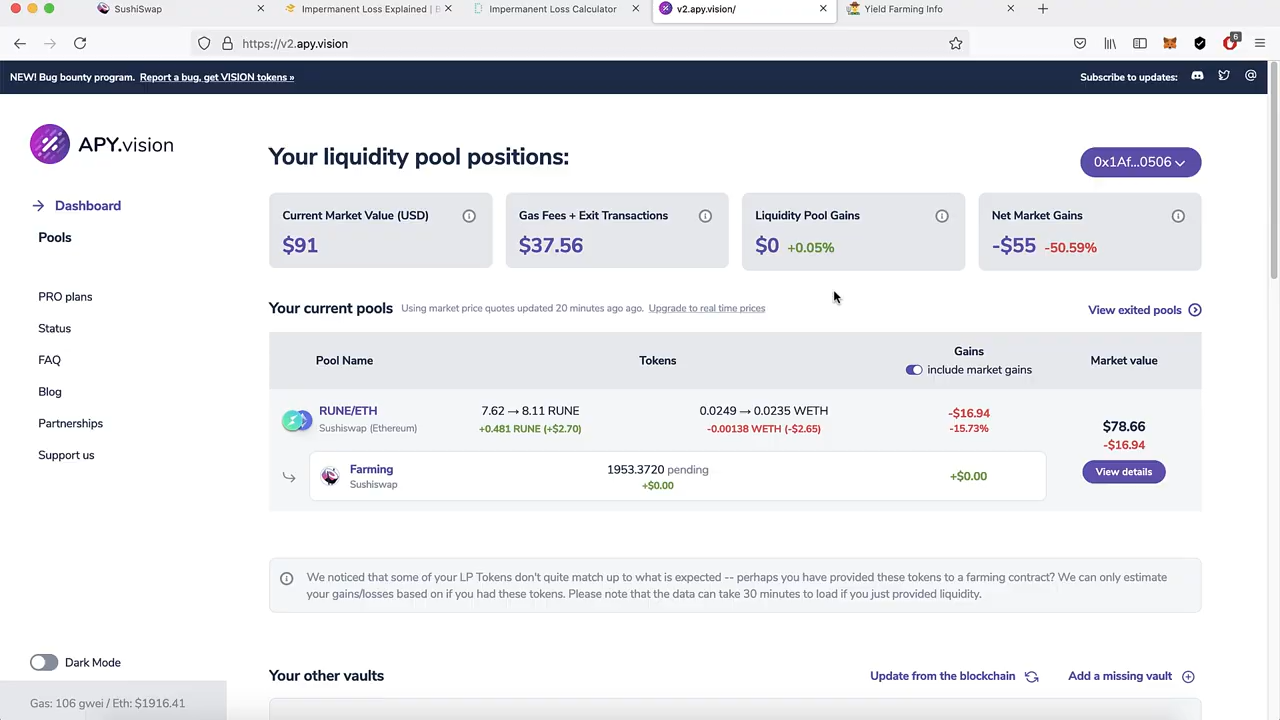 SushiSwap
Impermanent Loss Explained | B
Impermanent Loss Calculator
v2.apy.vision/
Yield Farming Info
https://v2.apy.vision
6
NEW! Bug bounty program. Report a bug, get VISION tokens »
Subscribe to updates:
APY.vision
Your liquidity pool positions:
0x1Af...0506
Dashboard
Pools
PRO plans
Status
FAQ
Blog
Partnerships
Support us
Current Market Value (USD)
$91
Gas Fees + Exit Transactions
$37.56
Liquidity Pool Gains
$0 +0.05%
Net Market Gains
-$55 -50.59%
Your current pools Using market price quotes updated 20 minutes ago ago. Upgrade to real time prices
View exited pools
Pool Name
Tokens
Gains
include market gains
Market value
RUNE/ETH
Sushiswap (Ethereum)
7.62 → 8.11 RUNE
+0.481 RUNE (+$2.70)
0.0249 → 0.0235 WETH
-0.00138 WETH (-$2.65)
-$16.94
-15.73%
$78.66
-$16.94
View details
Farming
Sushiswap
1953.3720 pending
+$0.00
+$0.00
We noticed that some of your LP Tokens don't quite match up to what is expected -- perhaps you have provided these tokens to a farming contract? We can only estimate
your gains/losses based on if you had these tokens. Please note that the data can take 30 minutes to load if you just provided liquidity.
Your other vaults
Update from the blockchain
Add a missing vault
Dark Mode
Gas: 106 gwei / Eth: $1916.41